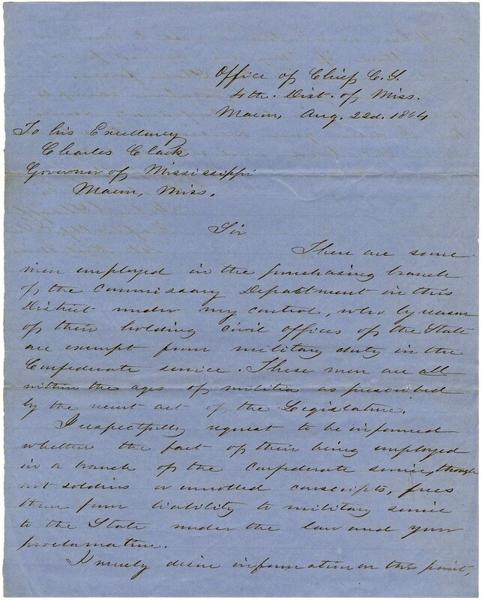 Office of Chief C.S.
4th. Dist. of Miss.
Macon, Aug. 22d. 1864
To his Excellency
Charles Clark
Governor of Mississippi
Macon, Miss.
Sir
There are some
men employed in the purchasing branch
of the Commissary Department in this
District under my control, who by reason
of their holding civil offices of the State
are exempt from military duty in the
Confederate service. These men are all
within the ages of militia as prescribed
by the recent act of the Legislature.
I respectfully request to be informed
whether the fact of their being employed
in a branch of the Confederate service, though
not soldiers or enrolled conscripts, frees
them from liability to military service
to the State under the law and your
proclamation.
I merely desire information on this point,